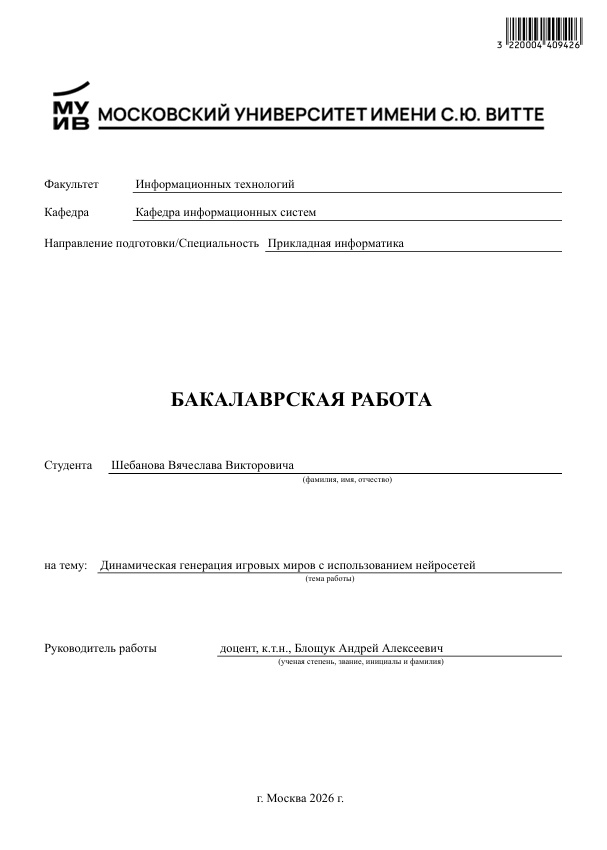 3 220004 409426
МУ
ИВ
МОСКОВСКИЙ УНИВЕРСИТЕТ ИМЕНИ С.Ю. ВИТТЕ
Факультет Информационных технологий
Кафедра Кафедра информационных систем
Направление подготовки/Специальность Прикладная информатика
БАКАЛАВРСКАЯ РАБОТА
Студента Шебанова Вячеслава Викторовича
(фамилия, имя, отчество)
на тему: Динамическая генерация игровых миров с использованием нейросетей
(тема работы)
Руководитель работы доцент, к.т.н., Блощук Андрей Алексеевич
(ученая степень, звание, инициалы и фамилия)
г. Москва 2026 г.